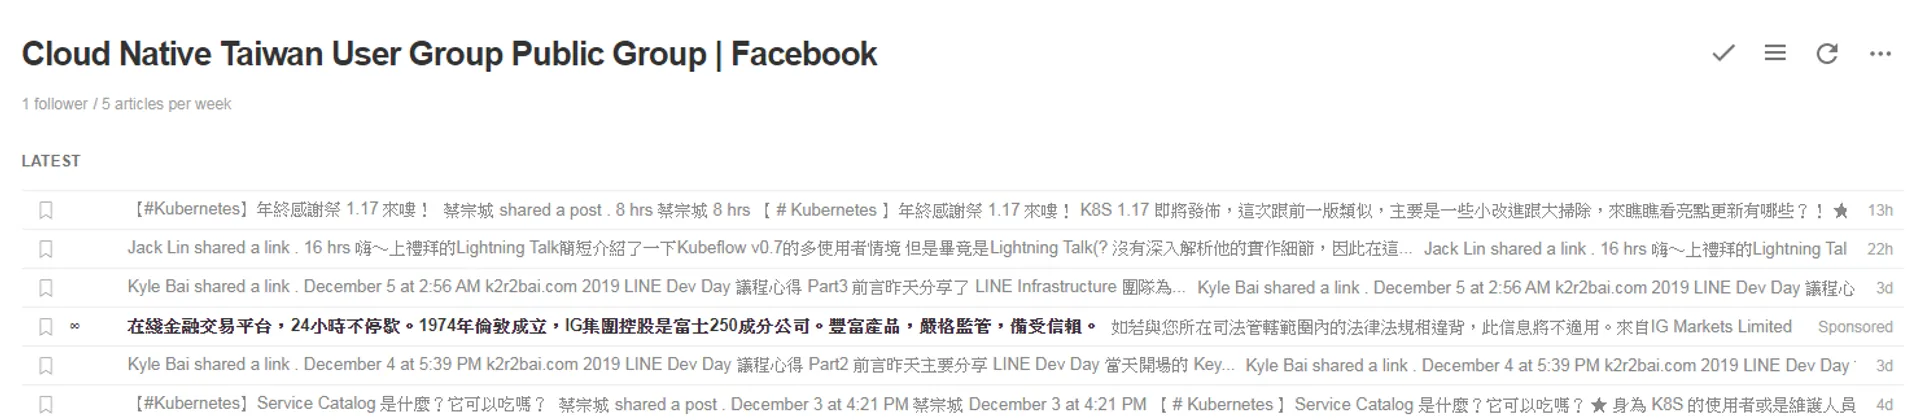 Cloud Native Taiwan User Group Public Group | Facebook
1 follower / 5 articles per week
LATEST
【#Kubernetes】年終感謝祭 1.17 來嘍！ 蔡宗城 shared a post . 8 hrs 蔡宗城 8 hrs 【 # Kubernetes 】年終感謝祭 1.17 來嘍！ K8S 1.17 即將發佈，這次跟前一版類似，主要是一些小改進跟大掃除，來瞧瞧看亮點更新有哪些？！ ★ 13h
Jack Lin shared a link . 16 hrs 嗨～上禮拜的Lightning Talk簡短介紹了一下Kubeflow v0.7的多使用者情境 但是畢竟是Lightning Talk(? 沒有深入解析他的實作細節，因此在這... Jack Lin shared a link . 16 hrs 嗨～上禮拜的Lightning Tal 22h
Kyle Bai shared a link . December 5 at 2:56 AM k2r2bai.com 2019 LINE Dev Day 議程心得 Part3 前言昨天分享了 LINE Infrastructure 團隊為... Kyle Bai shared a link . December 5 at 2:56 AM k2r2bai.com 2019 LINE Dev Day 議程心 3d
∞ 在綫金融交易平台，24小時不停歇。1974年倫敦成立，IG集團控股是富士250成分公司。豐富產品，嚴格監管，備受信賴。 如若與您所在司法管轄範圍內的法律法規相違背，此信息將不適用。來自IG Markets Limited Sponsored
Kyle Bai shared a link . December 4 at 5:39 PM k2r2bai.com 2019 LINE Dev Day 議程心得 Part2 前言昨天主要分享 LINE Dev Day 當天開場的 Key... Kyle Bai shared a link . December 4 at 5:39 PM k2r2bai.com 2019 LINE Dev Day 3d
【#Kubernetes】Service Catalog 是什麼？它可以吃嗎？ 蔡宗城 shared a post . December 3 at 4:21 PM 蔡宗城 December 3 at 4:21 PM 【 # Kubernetes 】Service Catalog 是什麼？它可以吃嗎？ ★ 身為 K8S 的使用者或是維護人員 4d